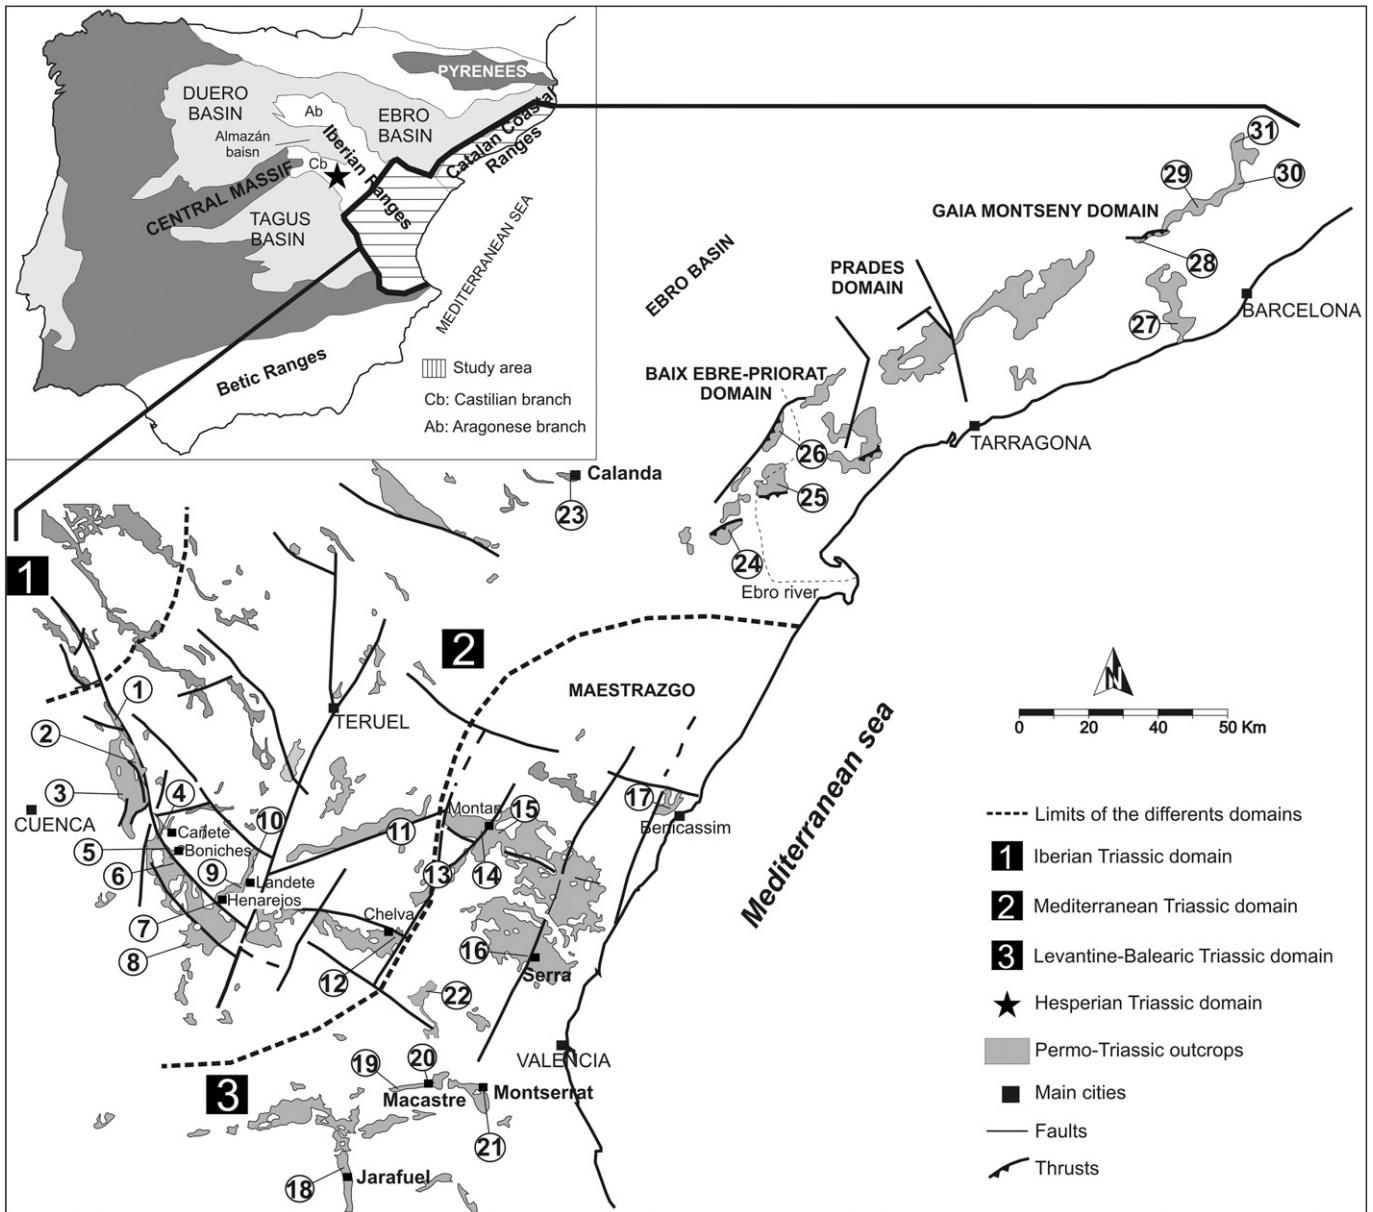 PYRENEES
DUERO
BASIN
Ab
EBRO
BASIN
Almazán
baisn
Cb
Iberian Ranges
Catalan Coastal
Ranges
CENTRAL MASSIF
TAGUS
BASIN
MEDITERRANEAN SEA
Betic Ranges
Study area
Cb: Castilian branch
Ab: Aragonese branch
31
29
30
GAIA MONTSENY DOMAIN
28
EBRO BASIN
PRADES
DOMAIN
BARCELONA
27
BAIX EBRE-PRIORAT
DOMAIN
TARRAGONA
26
25
24
Ebro river
Calanda
23
1
2
MAESTRAZGO
TERUEL
Mediterranean sea
N
0 20 40 50 Km
1
2
3
CUENCA
4
Cañete
5
Boniches
6
10
11
9
Landete
Henarejos
7
8
Chelva
12
13
Montan
15
14
16
Serra
17
Benicassim
22
VALENCIA
3
19
20
Macastre
Montserrat
21
18
Jarafuel
Limits of the differents domains
1 Iberian Triassic domain
2 Mediterranean Triassic domain
3 Levantine-Balearic Triassic domain
Hesperian Triassic domain
Permo-Triassic outcrops
Main cities
Faults
Thrusts